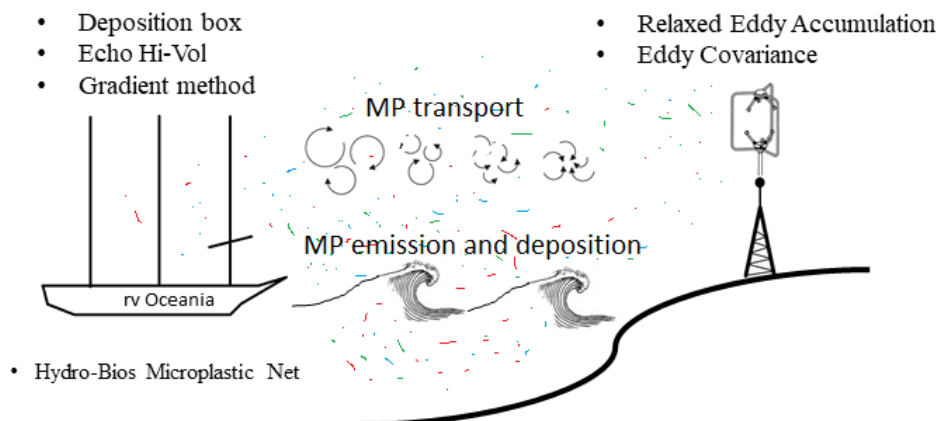 • Deposition box
• Echo Hi-Vol
• Gradient method
• Relaxed Eddy Accumulation
• Eddy Covariance
MP transport
MP emission and deposition
rv Oceania
• Hydro-Bios Microplastic Net